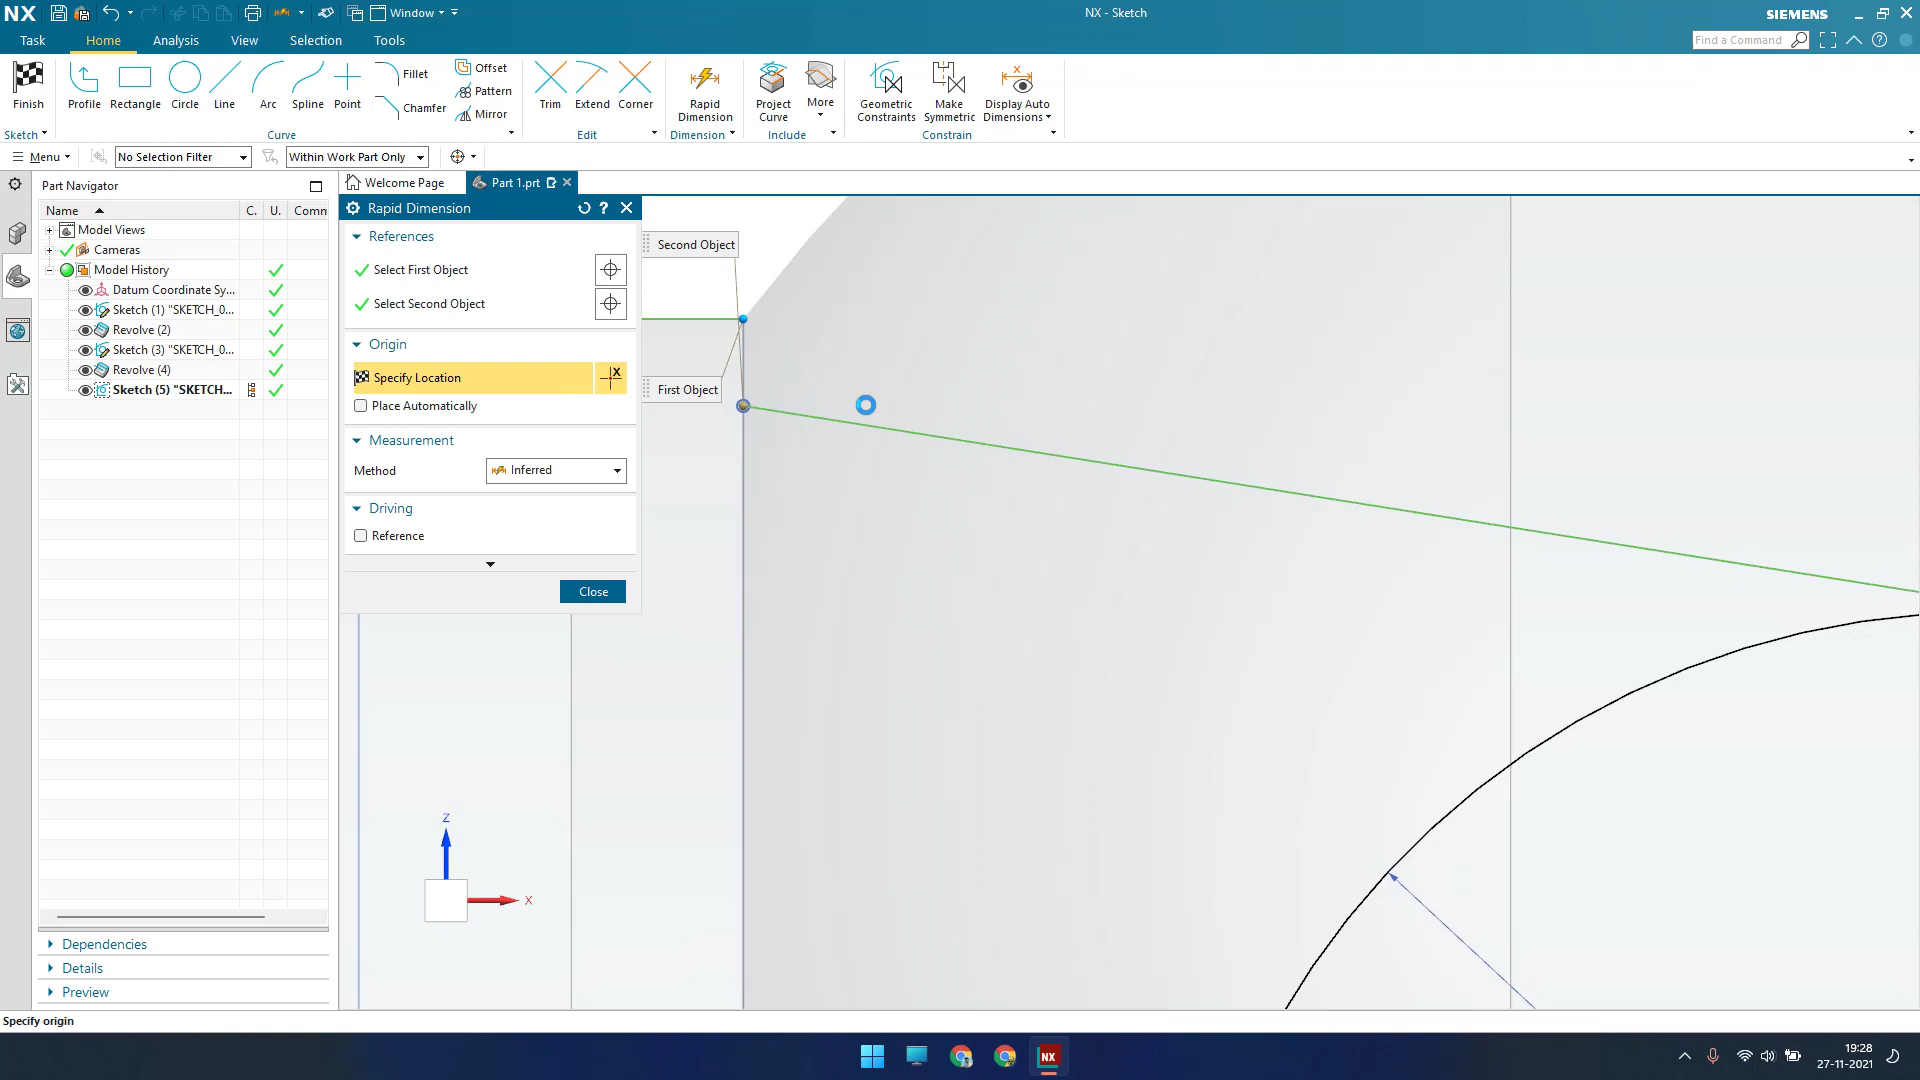 NX
Window
NX - Sketch
SIEMENS
Task
Home
Analysis
View
Selection
Tools
Find a Command
Finish
Profile
Rectangle
Circle
Line
Arc
Spline
Point
Fillet
Chamfer
Offset
Pattern
Mirror
Trim
Extend
Corner
Rapid
Dimension
Project
Curve
More
Geometric
Constraints
Make
Symmetric
Display Auto
Dimensions
Sketch
Curve
Edit
Dimension
Include
Constrain
Menu
No Selection Filter
Within Work Part Only
Part Navigator
Welcome Page
Part 1.prt
Name
C.
U.
Comm
Model Views
Cameras
Model History
Datum Coordinate Sy...
Sketch (1) "SKETCH_0...
Revolve (2)
Sketch (3) "SKETCH_0...
Revolve (4)
Sketch (5) "SKETCH...
Rapid Dimension
References
Select First Object
Select Second Object
Origin
Specify Location
Place Automatically
Measurement
Method
Inferred
Driving
Reference
Close
Second Object
First Object
Z
X
Dependencies
Details
Preview
Specify origin
NX
19:28
27-11-2021